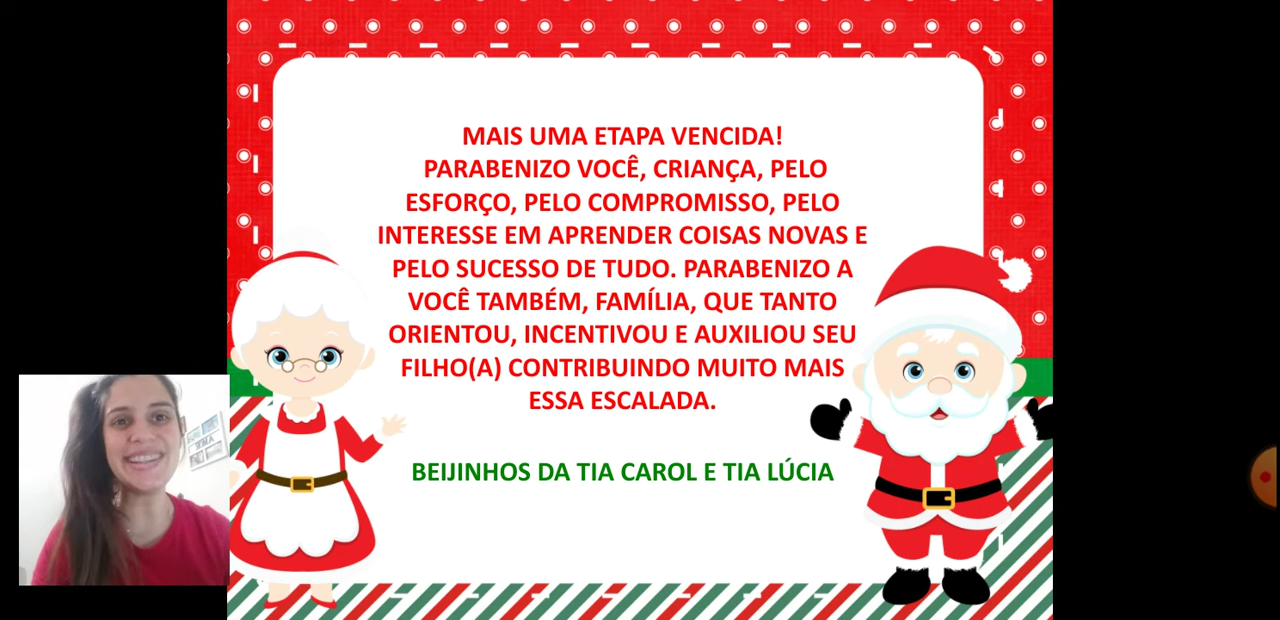 MAIS UMA ETAPA VENCIDA!
PARABENIZO VOCÊ, CRIANÇA, PELO
ESFORÇO, PELO COMPROMISSO, PELO
INTERESSE EM APRENDER COISAS NOVAS E
PELO SUCESSO DE TUDO. PARABENIZO A
VOCÊ TAMBÉM, FAMÍLIA, QUE TANTO
ORIENTOU, INCENTIVOU E AUXILIOU SEU
FILHO(A) CONTRIBUINDO MUITO MAIS
ESSA ESCALADA.
BEIJINHOS DA TIA CAROL E TIA LÚCIA